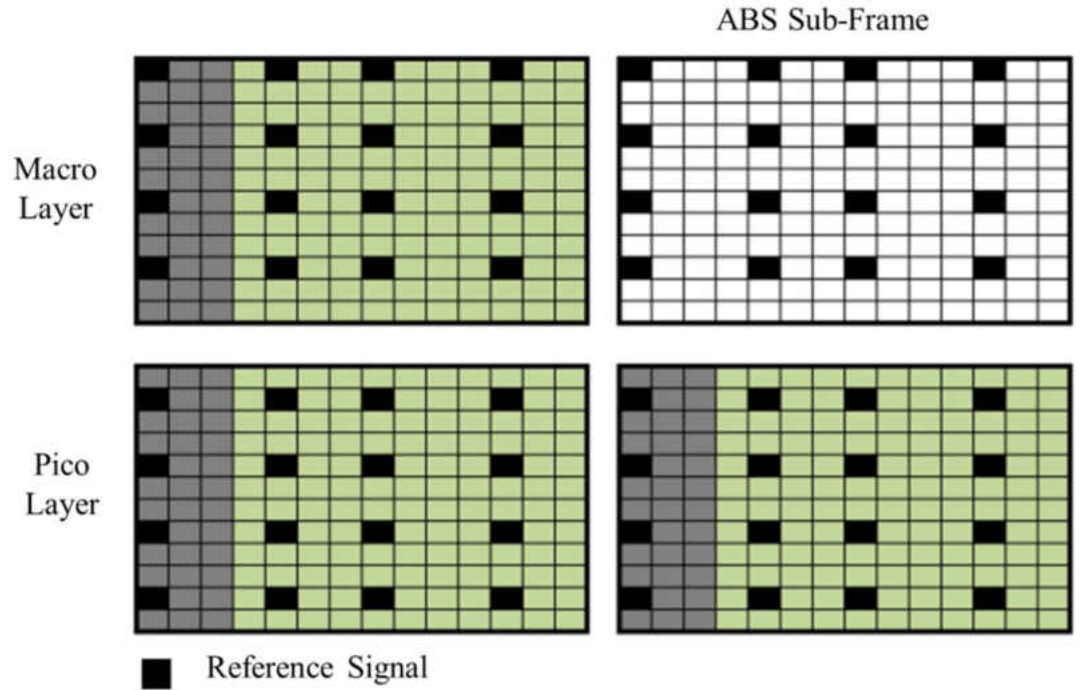 ABS Sub-Frame
Macro
Layer
Pico
Layer
Reference Signal